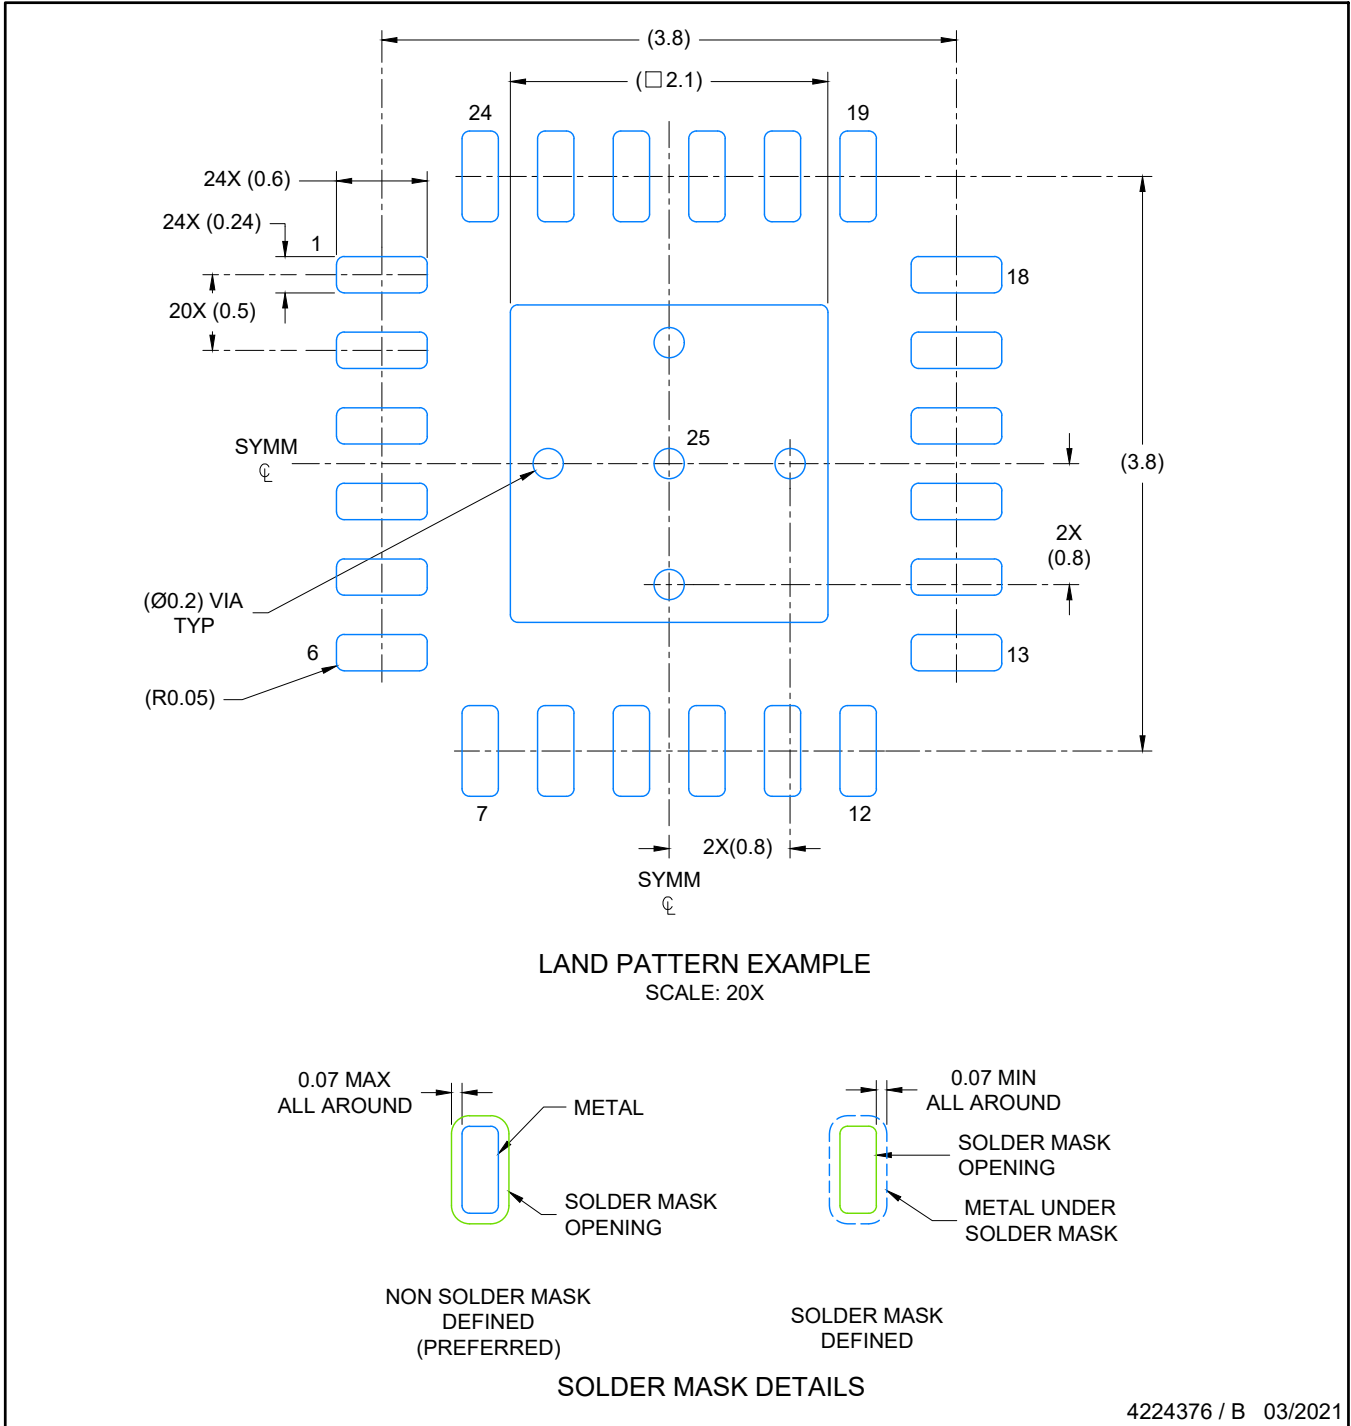 (3.8)
(□2.1)
24
19
24X (0.6)
24X (0.24)
1
18
20X (0.5)
SYMM
℄
25
(3.8)
2X
(0.8)
(Ø0.2) VIA
TYP
6
13
(R0.05)
7
12
2X(0.8)
SYMM
℄
LAND PATTERN EXAMPLE
SCALE: 20X
0.07 MAX
ALL AROUND
METAL
SOLDER MASK
OPENING
NON SOLDER MASK
DEFINED
(PREFERRED)
0.07 MIN
ALL AROUND
SOLDER MASK
OPENING
METAL UNDER
SOLDER MASK
SOLDER MASK
DEFINED
SOLDER MASK DETAILS
4224376 / B 03/2021